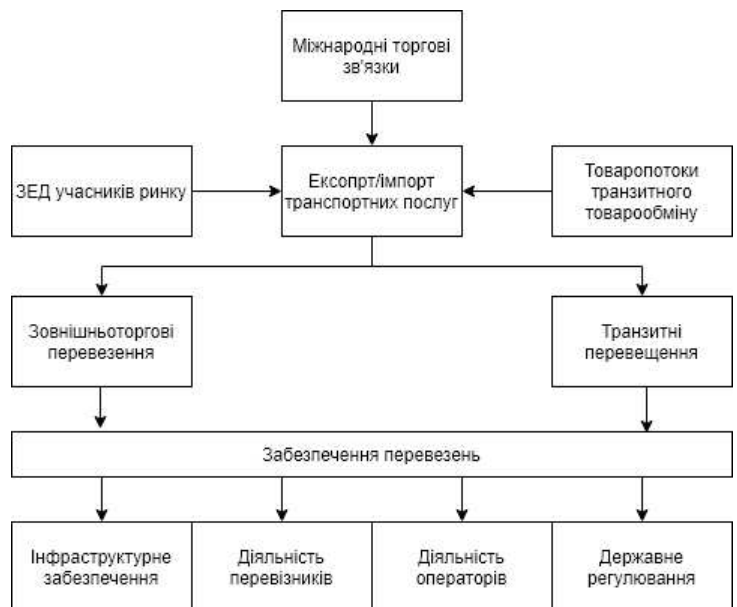 Міжнародні торгові
зв'язки
ЗЕД учасників ринку
Експрт/імпорт
транспортних послуг
Товаропотоки
транзитного
товарообміну
Зовнішньоторгові
перевезення
Транзитні
перевещення
Забезпечення перевезень
Інфраструктурне
забезпечення
Діяльність
перевізників
Діяльність
операторів
Державне
регулювання